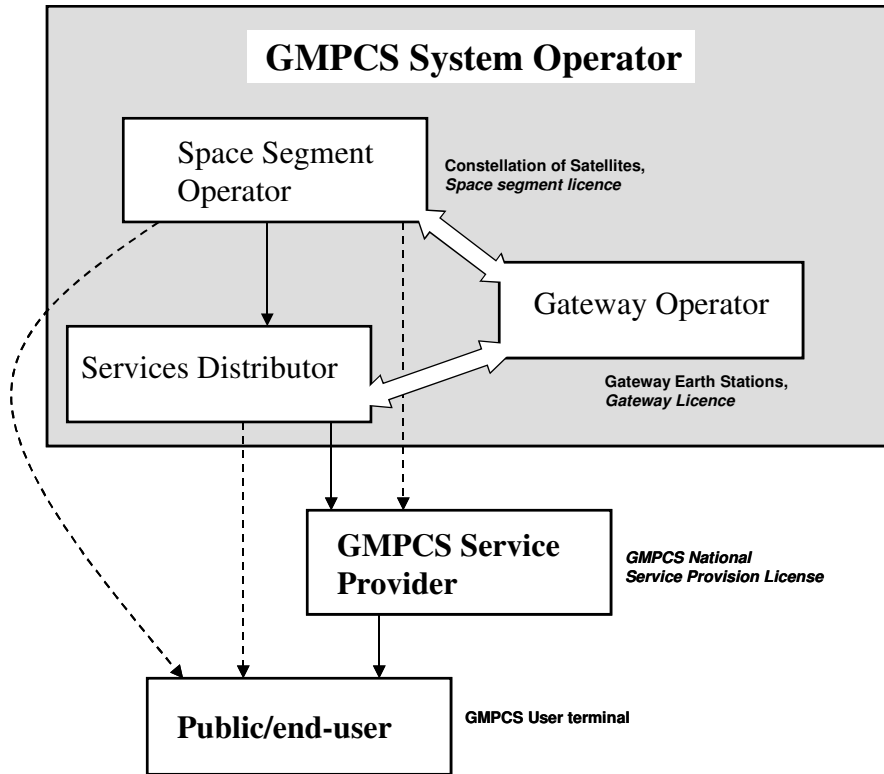 GMPCS System Operator
Space Segment
Operator
Constellation of Satellites,
Space segment licence
Gateway Operator
Services Distributor
Gateway Earth Stations,
Gateway Licence
GMPCS Service
Provider
GMPCS National
Service Provision License
Public/end-user
GMPCS User terminal